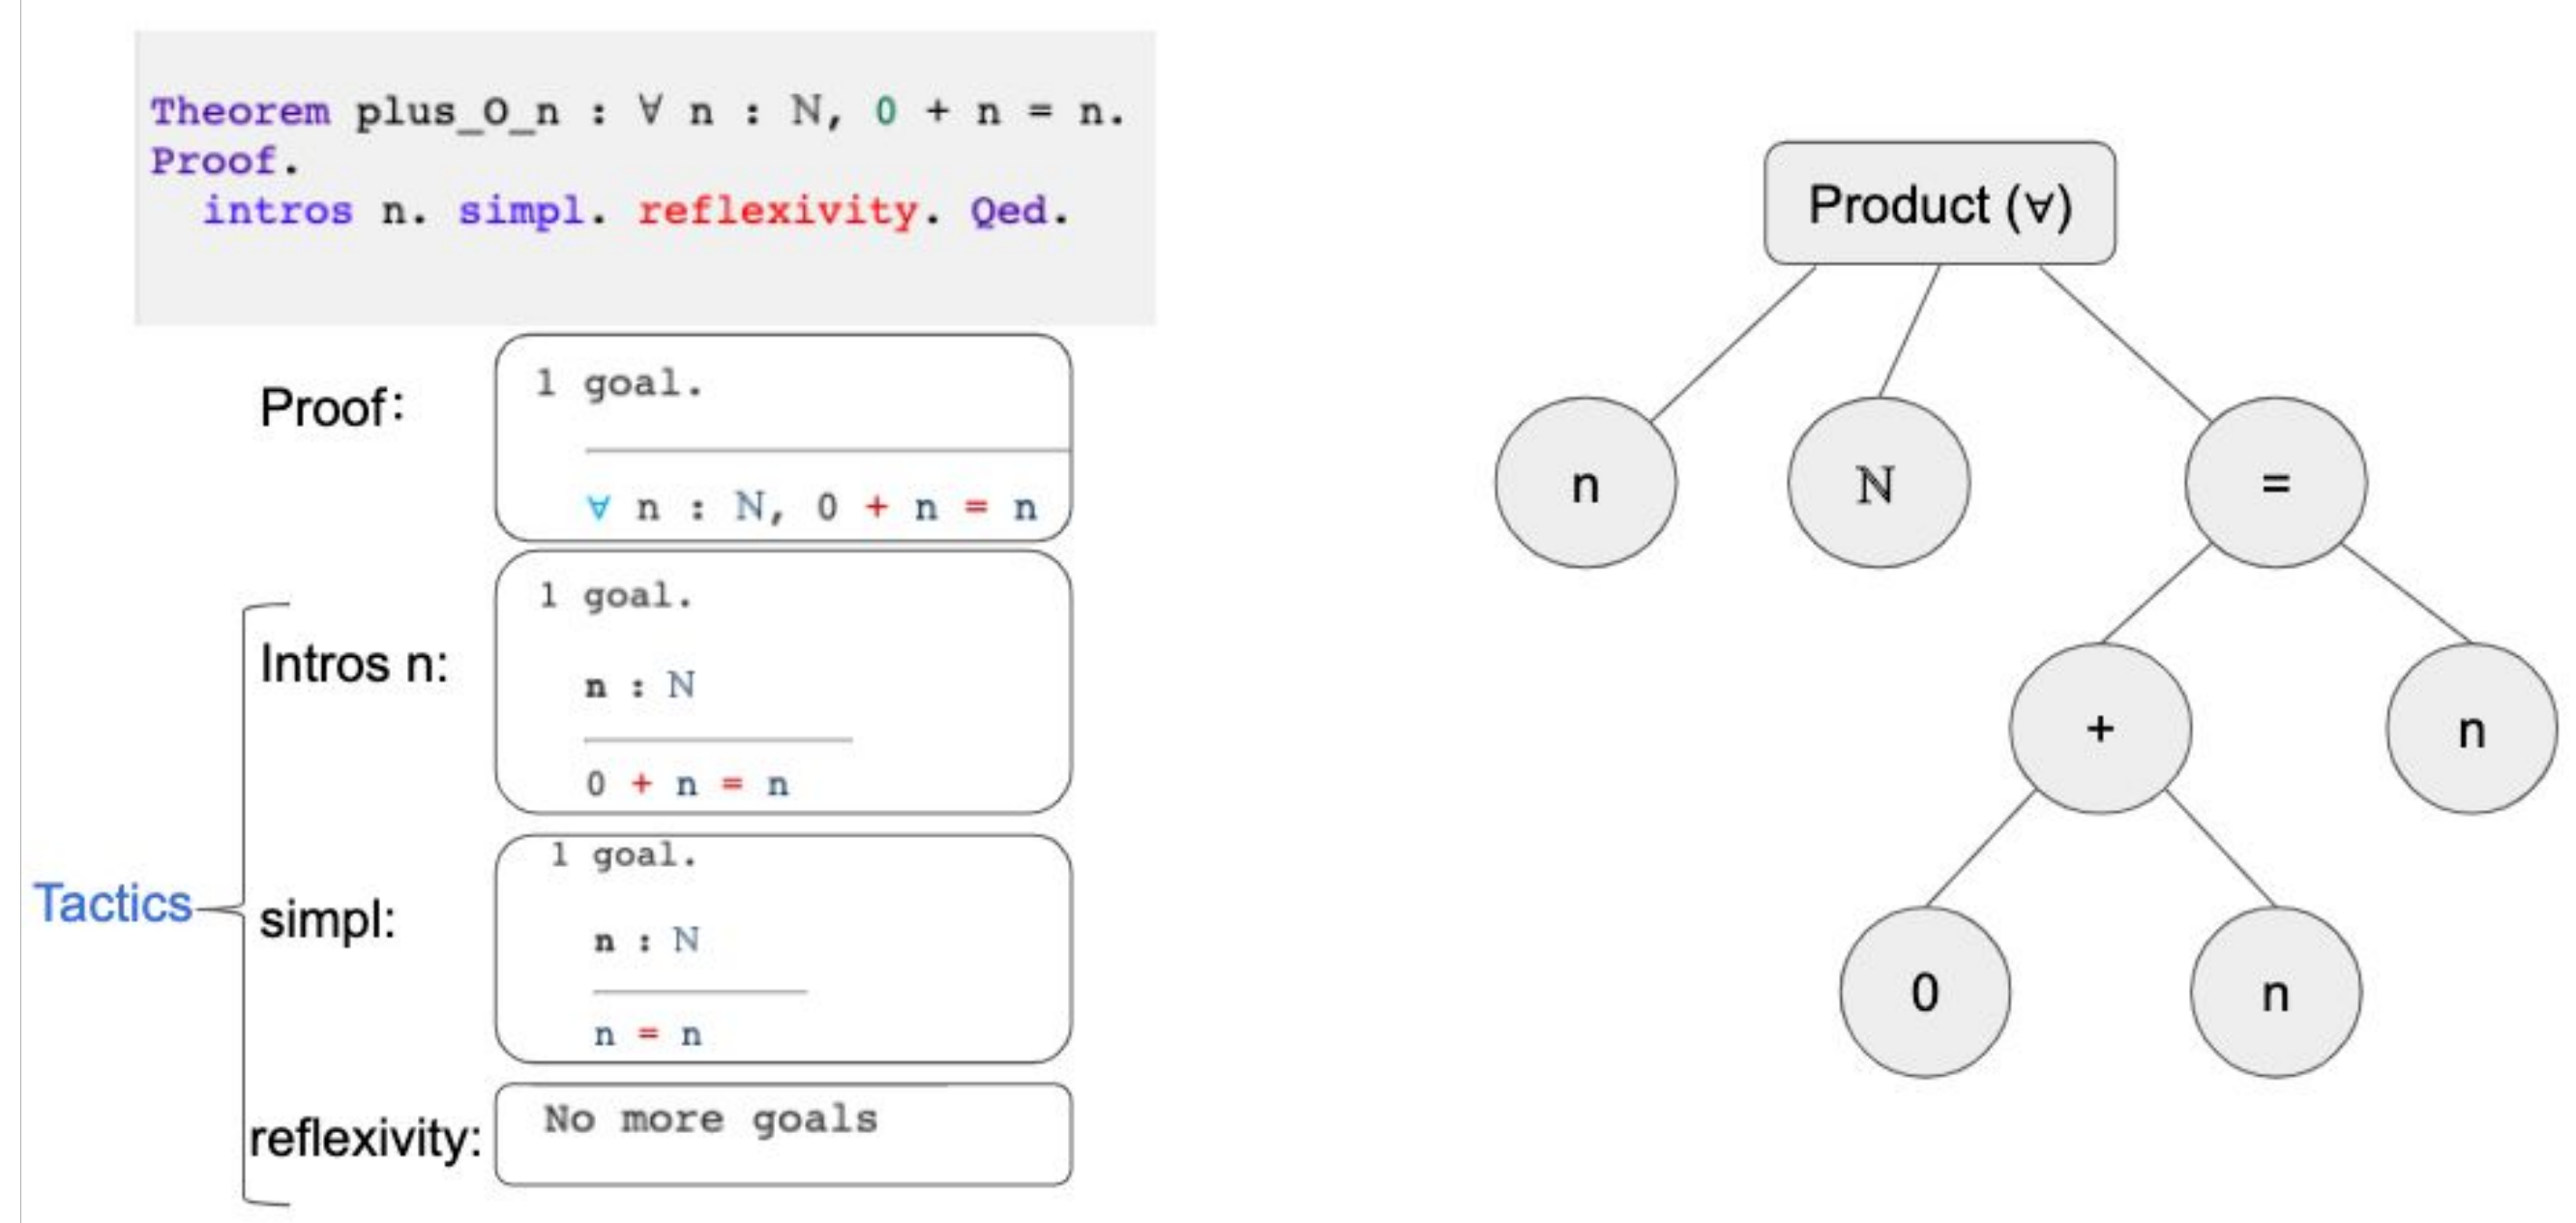 Theorem plus_O_n : ∀ n : ℕ, 0 + n = n.
Proof.
intros n. simpl. reflexivity. Qed.
Proof:
1 goal.
∀ n : ℕ, 0 + n = n
Tactics
Intros n:
1 goal.
n : ℕ
0 + n = n
simpl:
1 goal.
n : ℕ
n = n
reflexivity:
No more goals
Product (∀)
n
ℕ
=
+
n
0
n